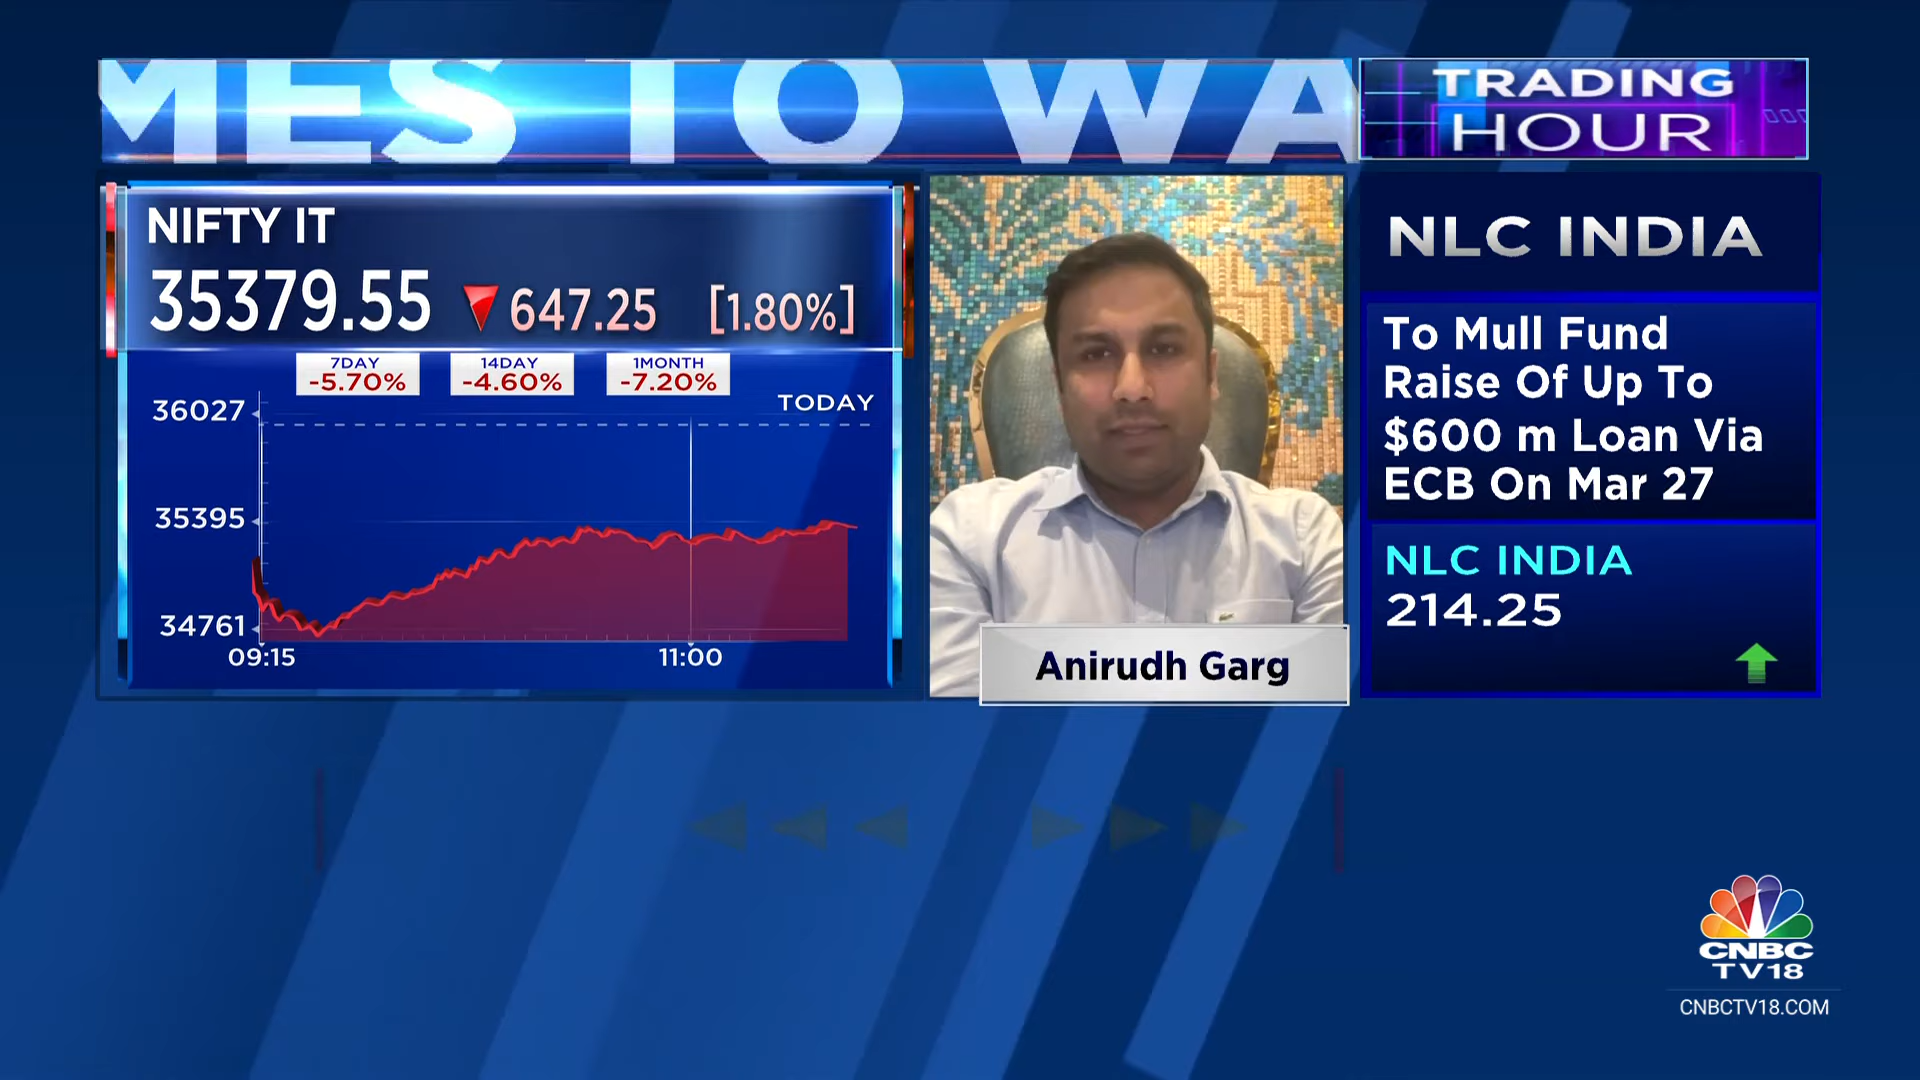 MES TO WA
TRADING
HOUR
NIFTY IT
35379.55 647.25 [1.80%]
7DAY
-5.70%
14DAY
-4.60%
1MONTH
-7.20%
TODAY
36027
35395
34761
09:15
11:00
Anirudh Garg
NLC INDIA
To Mull Fund
Raise Of Up To
$600 m Loan Via
ECB On Mar 27
NLC INDIA
214.25
CNBC
TV18
CNBCTV18.COM